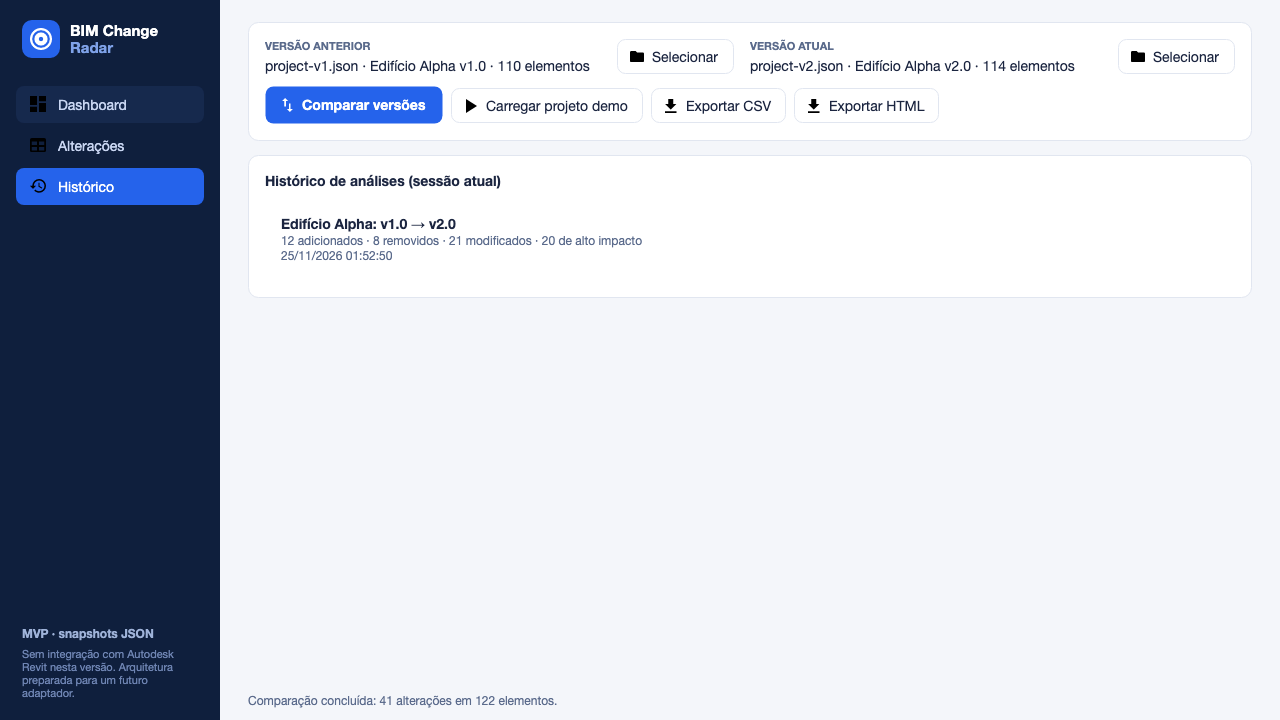 BIM Change
Radar
Dashboard
Alterações
Histórico
MVP · snapshots JSON
Sem integração com Autodesk
Revit nesta versão. Arquitetura
preparada para um futuro
adaptador.
VERSÃO ANTERIOR
project-v1.json · Edifício Alpha v1.0 · 110 elementos
Selecionar
VERSÃO ATUAL
project-v2.json · Edifício Alpha v2.0 · 114 elementos
Selecionar
Comparar versões
Carregar projeto demo
Exportar CSV
Exportar HTML
Histórico de análises (sessão atual)
Edifício Alpha: v1.0 → v2.0
12 adicionados · 8 removidos · 21 modificados · 20 de alto impacto
25/11/2026 01:52:50
Comparação concluída: 41 alterações em 122 elementos.